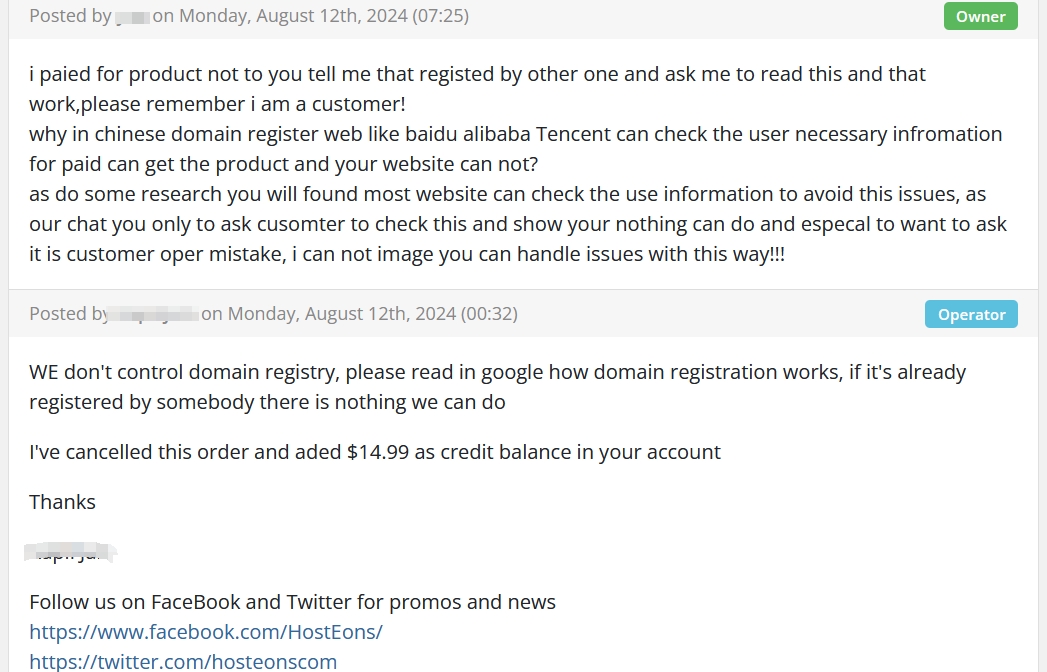 Posted by on Monday, August 12th, 2024 (07:25)
Owner
i paied for product not to you tell me that registed by other one and ask me to read this and that
work,please remember i am a customer!
why in chinese domain register web like baidu alibaba Tencent can check the user necessary infromation
for paid can get the product and your website can not?
as do some research you will found most website can check the use information to avoid this issues, as
our chat you only to ask cusomter to check this and show your nothing can do and especal to want to ask
it is customer oper mistake, i can not image you can handle issues with this way!!!
Posted by on Monday, August 12th, 2024 (00:32)
Operator
WE don't control domain registry, please read in google how domain registration works, if it's already
registered by somebody there is nothing we can do
I've cancelled this order and aded $14.99 as credit balance in your account
Thanks
Follow us on FaceBook and Twitter for promos and news
https://www.facebook.com/HostEons/
https://twitter.com/hosteonscom